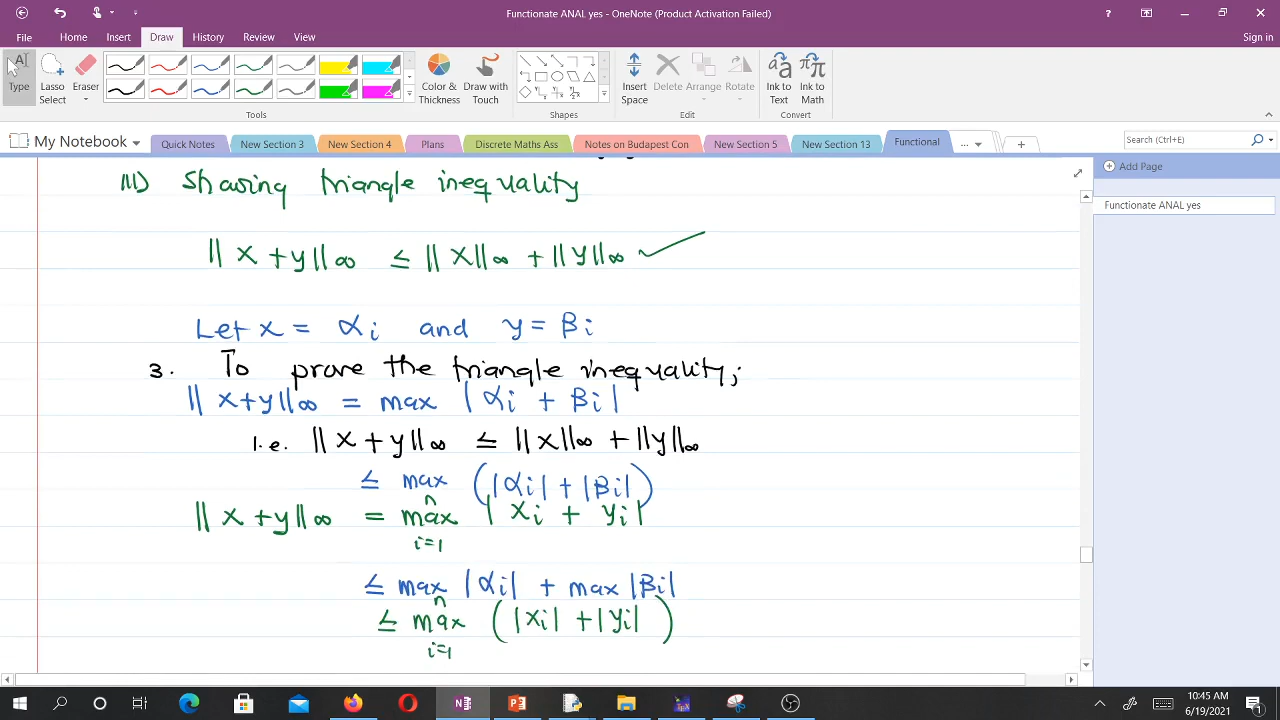 Functionate ANAL yes - OneNote (Product Activation Failed)
File Home Insert Draw History Review View Sign in
Type Lasso Select Eraser Color & Thickness Draw with Touch Insert Space Delete Arrange Rotate Ink to Text Ink to Math
Tools Shapes Edit Convert
My Notebook Quick Notes New Section 3 New Section 4 Plans Discrete Maths Ass Notes on Budapest Con New Section 5 New Section 13 Functional ... Search (Ctrl+E)
Add Page
Functionate ANAL yes
III) Sharing triangle inequality
|| x + y ||∞ ≤ || x ||∞ + || y ||∞ ✓
Let x = αi and y = βi
3. To prove the triangle inequality;
|| x+y ||∞ = max |αi + βi|
i.e. || x + y ||∞ ≤ || x ||∞ + || y ||∞
≤ max (|αi| + |βi|)
|| x + y ||∞ = max n i=1 | xi + yi |
≤ max |αi| + max |βi|
≤ max n i=1 (|xi| + |yi|)
10:45 AM
6/19/2021